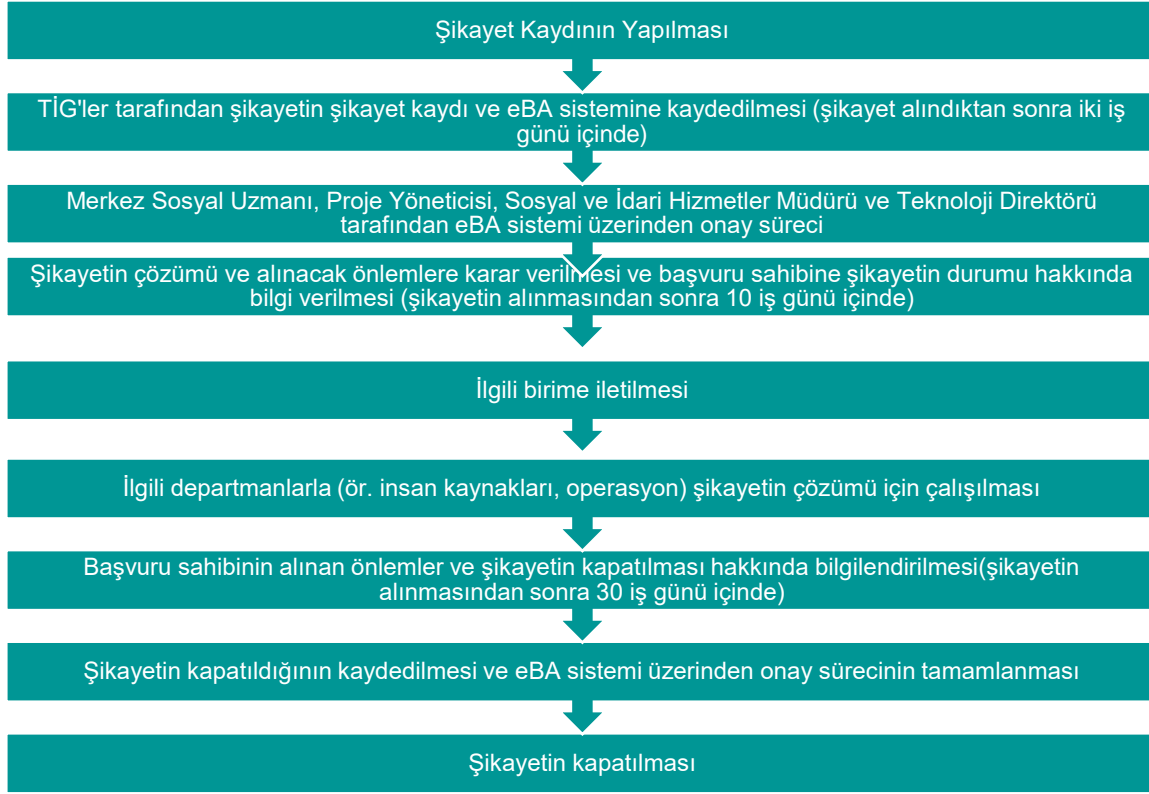 Şikayet Kaydının Yapılması
TİG'ler tarafından şikayetin şikayet kaydı ve eBA sistemine kaydedilmesi (şikayet alındıktan sonra iki iş
günü içinde)
Merkez Sosyal Uzmanı, Proje Yöneticisi, Sosyal ve İdari Hizmetler Müdürü ve Teknoloji Direktörü
tarafından eBA sistemi üzerinden onay süreci
Şikayetin çözümü ve alınacak önlemlere karar verilmesi ve başvuru sahibine şikayetin durumu hakkında
bilgi verilmesi (şikayetin alınmasından sonra 10 iş günü içinde)
İlgili birime iletilmesi
İlgili departmanlarla (ör. insan kaynakları, operasyon) şikayetin çözümü için çalışılması
Başvuru sahibinin alınan önlemler ve şikayetin kapatılması hakkında bilgilendirilmesi(şikayetin
alınmasından sonra 30 iş günü içinde)
Şikayetin kapatıldığının kaydedilmesi ve eBA sistemi üzerinden onay sürecinin tamamlanması
Şikayetin kapatılması